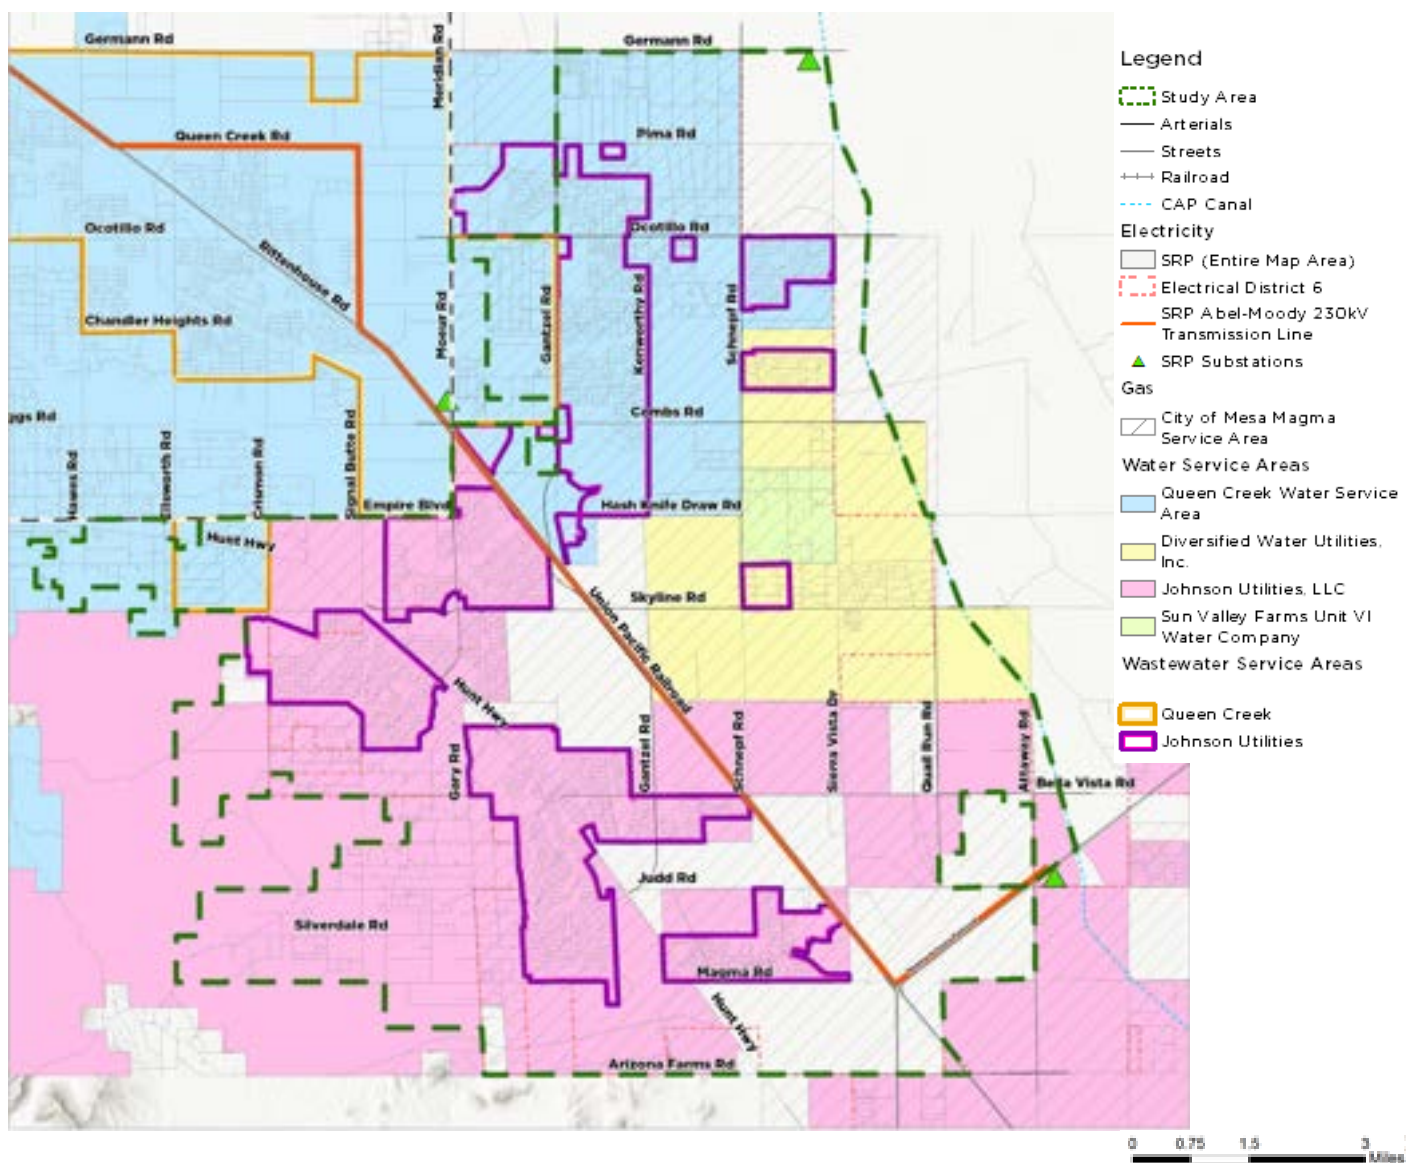 Germann Rd
Germann Rd
Meridian Rd
Legend
Study Area
Arterials
Streets
Railroad
CAP Canal
Electricity
SRP (Entire Map Area)
Electrical District 6
SRP Abel-Moody 230kV
Transmission Line
SRP Substations
Gas
City of Mesa Magma
Service Area
Water Service Areas
Queen Creek Water Service
Area
Diversified Water Utilities,
Inc.
Johnson Utilities, LLC
Sun Valley Farms Unit VI
Water Company
Wastewater Service Areas
Queen Creek
Johnson Utilities
Queen Creek Rd
Pima Rd
Ocotillo Rd
Ocotillo Rd
Rittenhouse Rd
Chandler Heights Rd
Moeur Rd
Gantzel Rd
Kenworthy Rd
Schnepf Rd
ggs Rd
Combs Rd
Hawes Rd
Ellsworth Rd
Crismon Rd
Signal Butte Rd
Empire Blvd
Hash Knife Draw Rd
Hunt Hwy
Skyline Rd
Union Pacific Railroad
Hunt Hwy
Gary Rd
Gantzel Rd
Schnepf Rd
Sierra Vista Dr
Quail Run Rd
Attaway Rd
Bella Vista Rd
Judd Rd
Silverdale Rd
Magma Rd
Hunt Hwy
Arizona Farms Rd
0 0.75 1.5 3
Miles